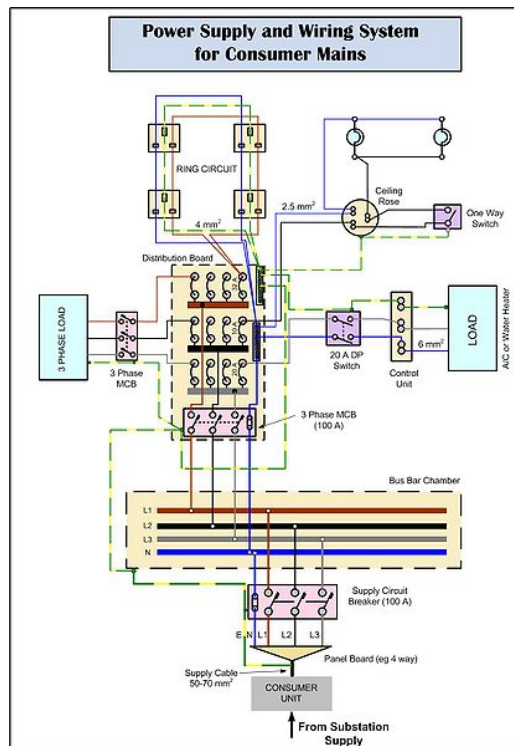 Power Supply and Wiring System
for Consumer Mains
RING CIRCUIT
4 mm²
2.5 mm²
Ceiling
Rose
One Way
Switch
Distribution Board
32 A
10 A
20 A
3 PHASE LOAD
3 Phase
MCB
20 A DP
Switch
Control
Unit
6 mm²
LOAD
A/C or Water Heater
3 Phase MCB
(100 A)
Bus Bar Chamber
L1
L2
L3
N
Supply Circuit
Breaker (100 A)
E N L1 L2 L3
Panel Board (eg 4 way)
Supply Cable
50-70 mm²
CONSUMER
UNIT
From Substation
Supply